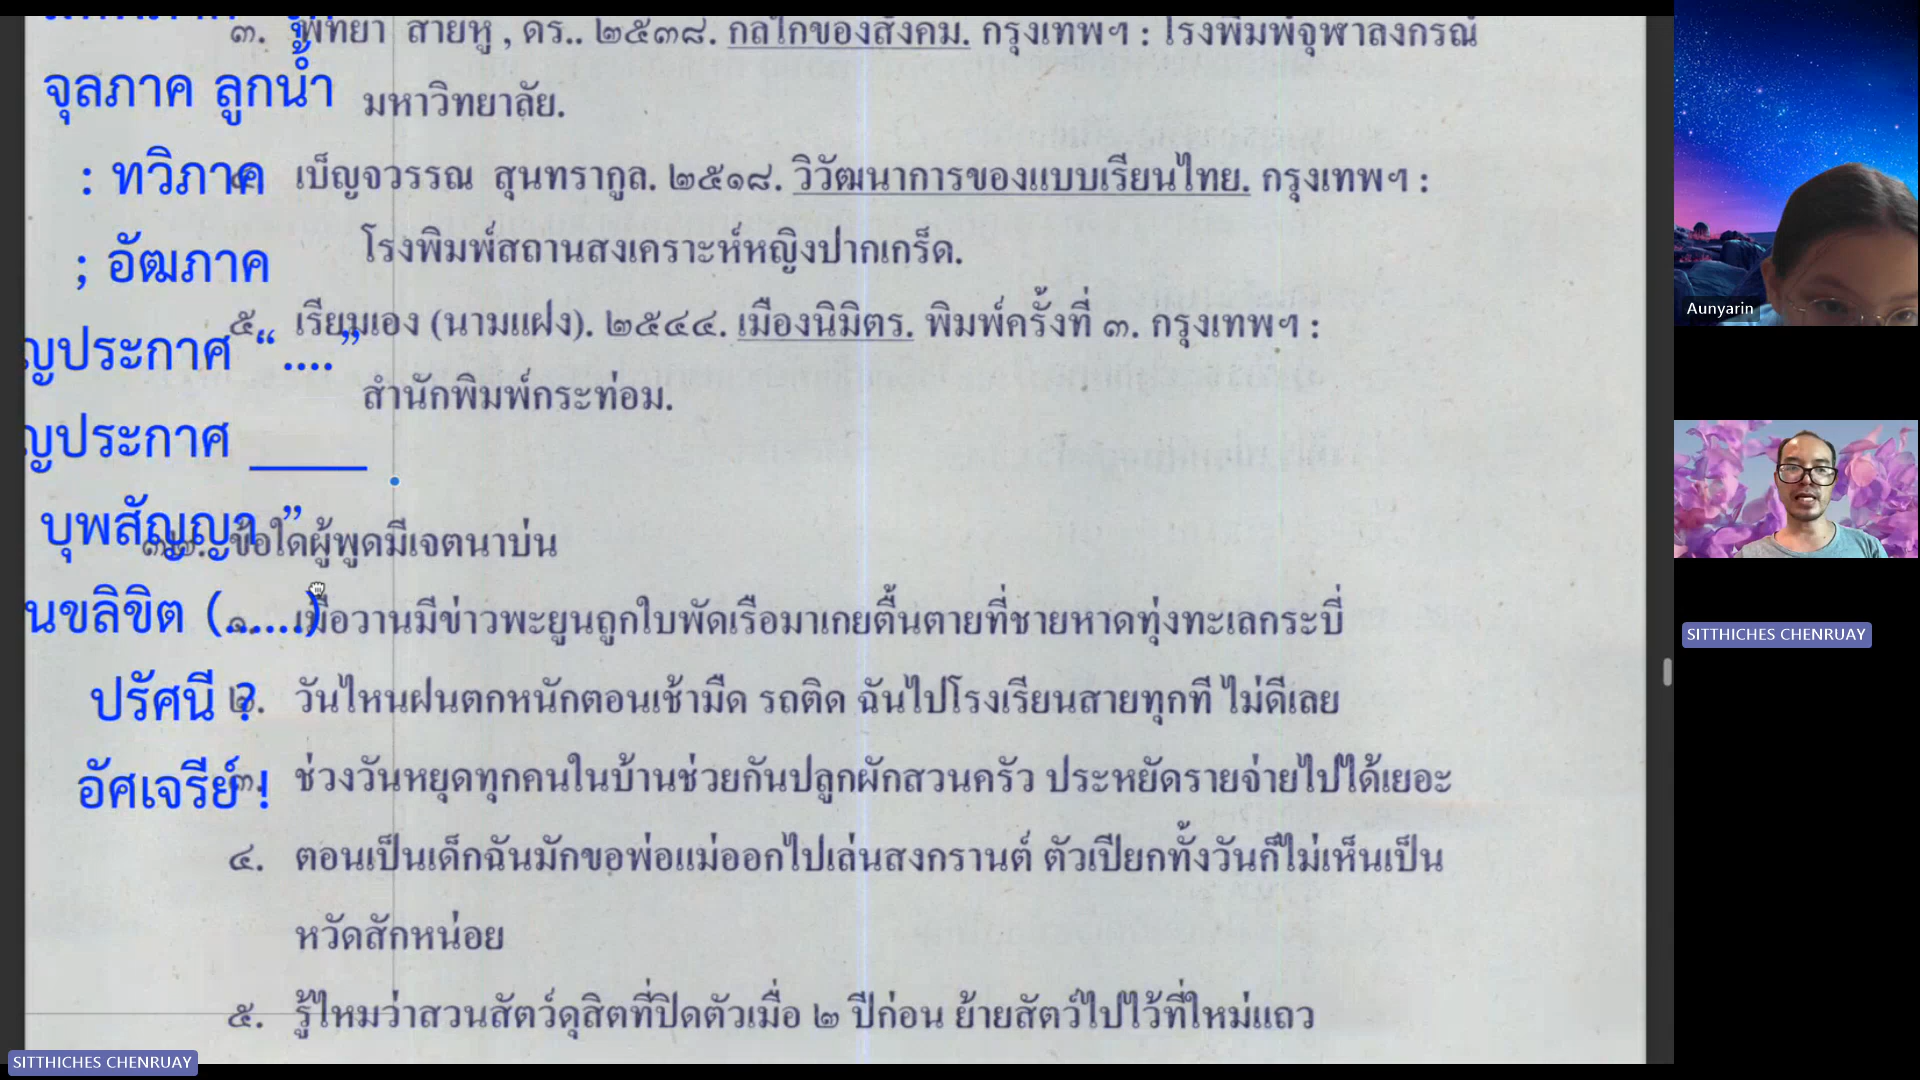 ๓. พัทยา สายหู , ดร.. ๒๕๓๘. กลไกของสังคม. กรุงเทพฯ : โรงพิมพ์จุฬาลงกรณ์
มหาวิทยาลัย.
เบ็ญจวรรณ สุนทรากูล. ๒๕๑๘. วิวัฒนาการของแบบเรียนไทย. กรุงเทพฯ :
โรงพิมพ์สถานสงเคราะห์หญิงปากเกร็ด.
๕. เรียมเอง (นามแฝง). ๒๕๔๔. เมืองนิมิตร. พิมพ์ครั้งที่ ๓. กรุงเทพฯ :
สำนักพิมพ์กระท่อม.
ข้อใดผู้พูดมีเจตนาบ่น
๑. เมื่อวานมีข่าวพะยูนถูกใบพัดเรือมาเกยตื้นตายที่ชายหาดทุ่งทะเลกระบี่
๒. วันไหนฝนตกหนักตอนเช้ามืด รถติด ฉันไปโรงเรียนสายทุกที ไม่ดีเลย
๓. ช่วงวันหยุดทุกคนในบ้านช่วยกันปลูกผักสวนครัว ประหยัดรายจ่ายไปได้เยอะ
๔. ตอนเป็นเด็กฉันมักขอพ่อแม่ออกไปเล่นสงกรานต์ ตัวเปียกทั้งวันก็ไม่เห็นเป็น
หวัดสักหน่อย
๕. รู้ไหมว่าสวนสัตว์ดุสิตที่ปิดตัวเมื่อ ๒ ปีก่อน ย้ายสัตว์ไปไว้ที่ใหม่แถว
จุลภาค ลูกน้ำ
: ทวิภาค
; อัฒภาค
ญประกาศ “....”
ญประกาศ _____
บุพสัญญา ”
นขลิขิต (......)
ปรัศนี ?
อัศเจรีย์ !
Aunyarin
SITTHICHES CHENRUAY
SITTHICHES CHENRUAY